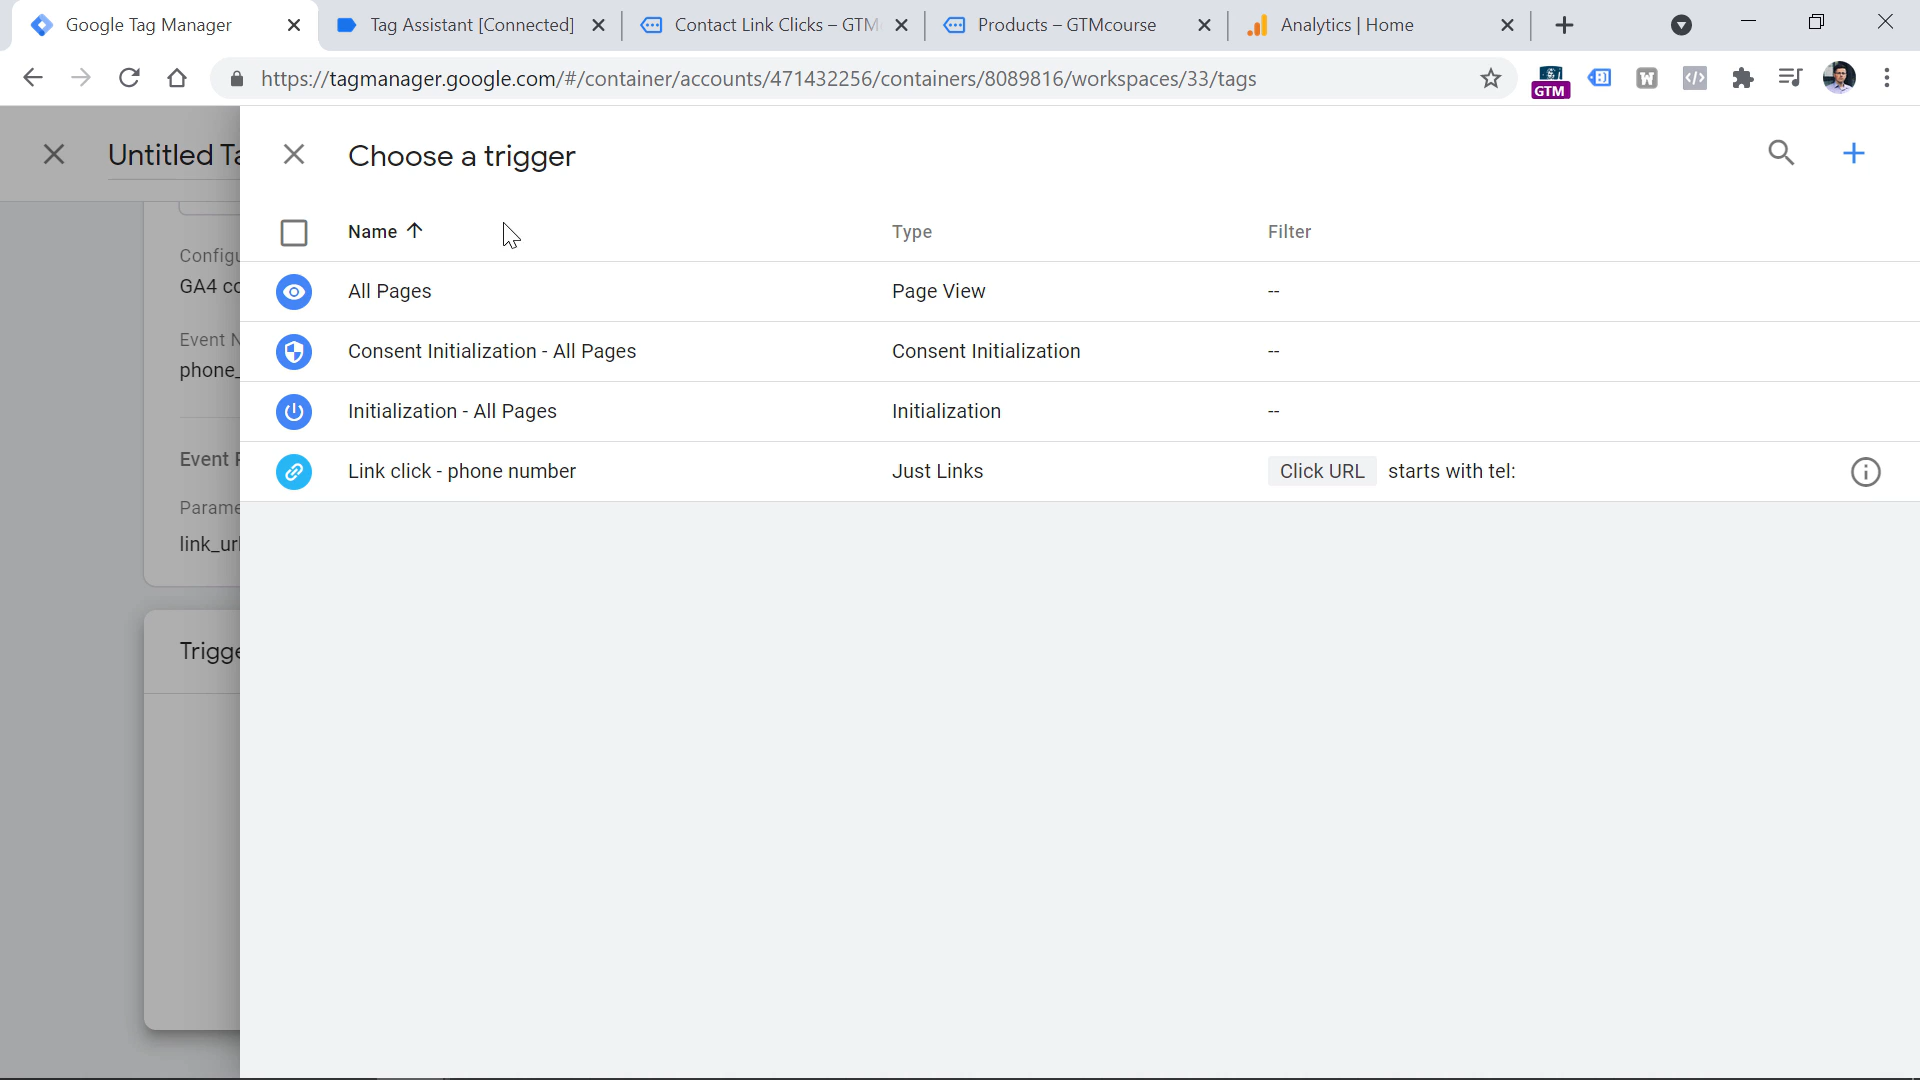 Google Tag Manager
Tag Assistant [Connected]
Contact Link Clicks – GTM
Products – GTMcourse
Analytics | Home
https://tagmanager.google.com/#/container/accounts/471432256/containers/8089816/workspaces/33/tags
GTM
W
Untitled Ta
Choose a trigger
Name
Type
Filter
All Pages
Page View
--
Consent Initialization - All Pages
Consent Initialization
--
Initialization - All Pages
Initialization
--
Link click - phone number
Just Links
Click URL starts with tel:
Configu
GA4 co
Event N
phone_
Event P
Parame
link_url
Trigge